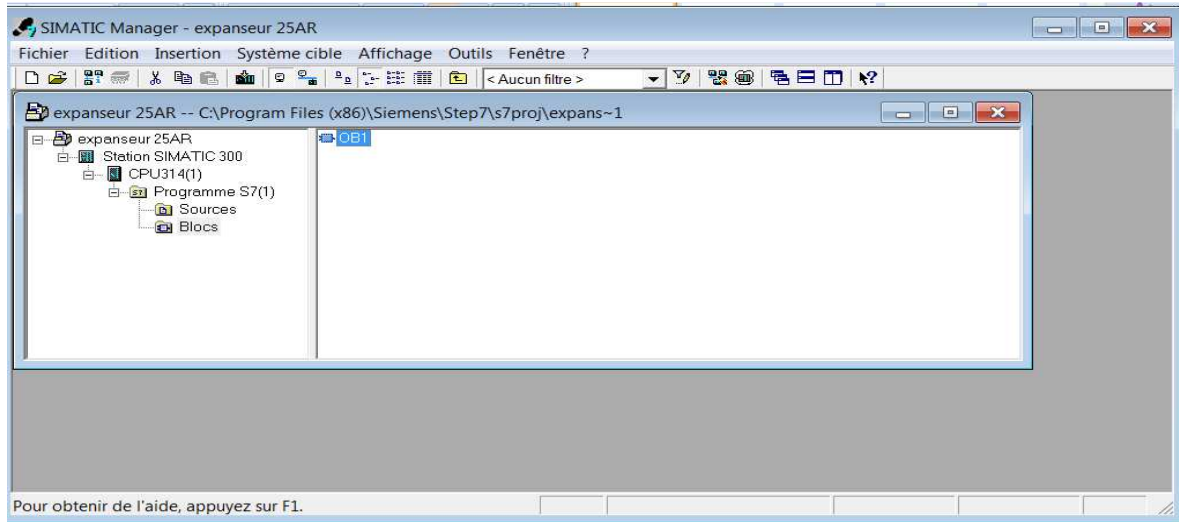 SIMATIC Manager - expanseur 25AR
Fichier Edition Insertion Système cible Affichage Outils Fenêtre ?
< Aucun filtre >
expanseur 25AR -- C:\Program Files (x86)\Siemens\Step7\s7proj\expans~1
expanseur 25AR
Station SIMATIC 300
CPU314(1)
Programme S7(1)
Sources
Blocs
OB1
Pour obtenir de l'aide, appuyez sur F1.